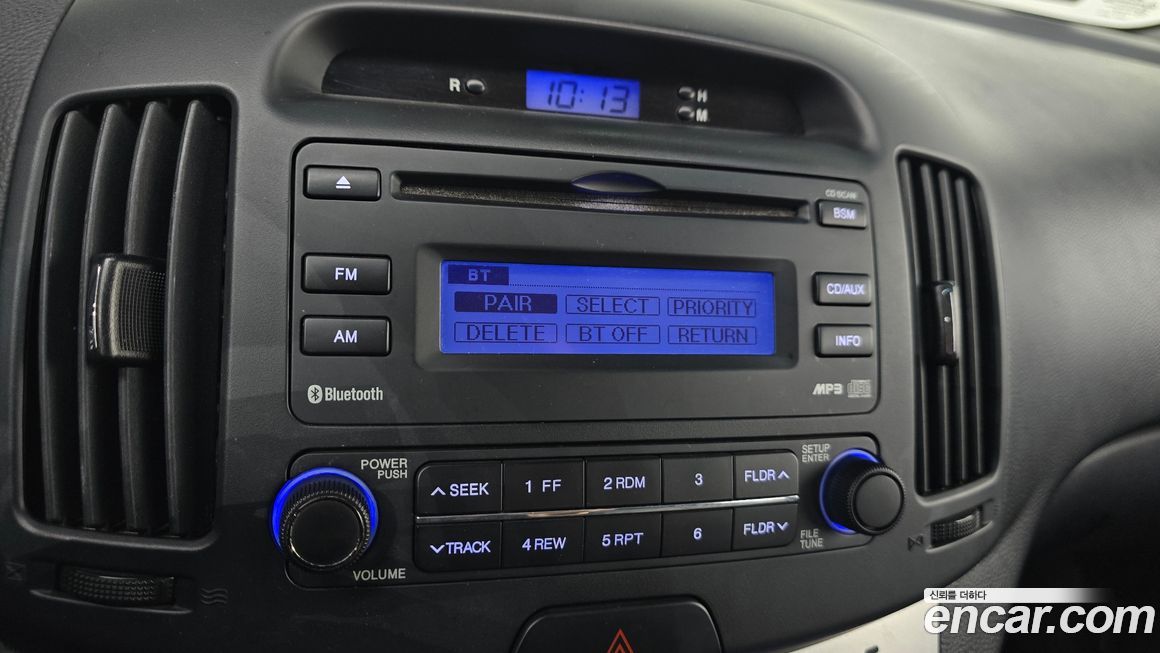 R
10:13
H
M
CD SCAN
BSM
FM
AM
BT
PAIR SELECT PRIORITY
DELETE BT OFF RETURN
CD/AUX
INFO
Bluetooth
MP3
POWER
PUSH
SEEK 1 FF 2 RDM 3 FLDR
TRACK 4 REW 5 RPT 6 FLDR
VOLUME
SETUP
ENTER
FILE
TUNE
신뢰를 더하다
encar.com